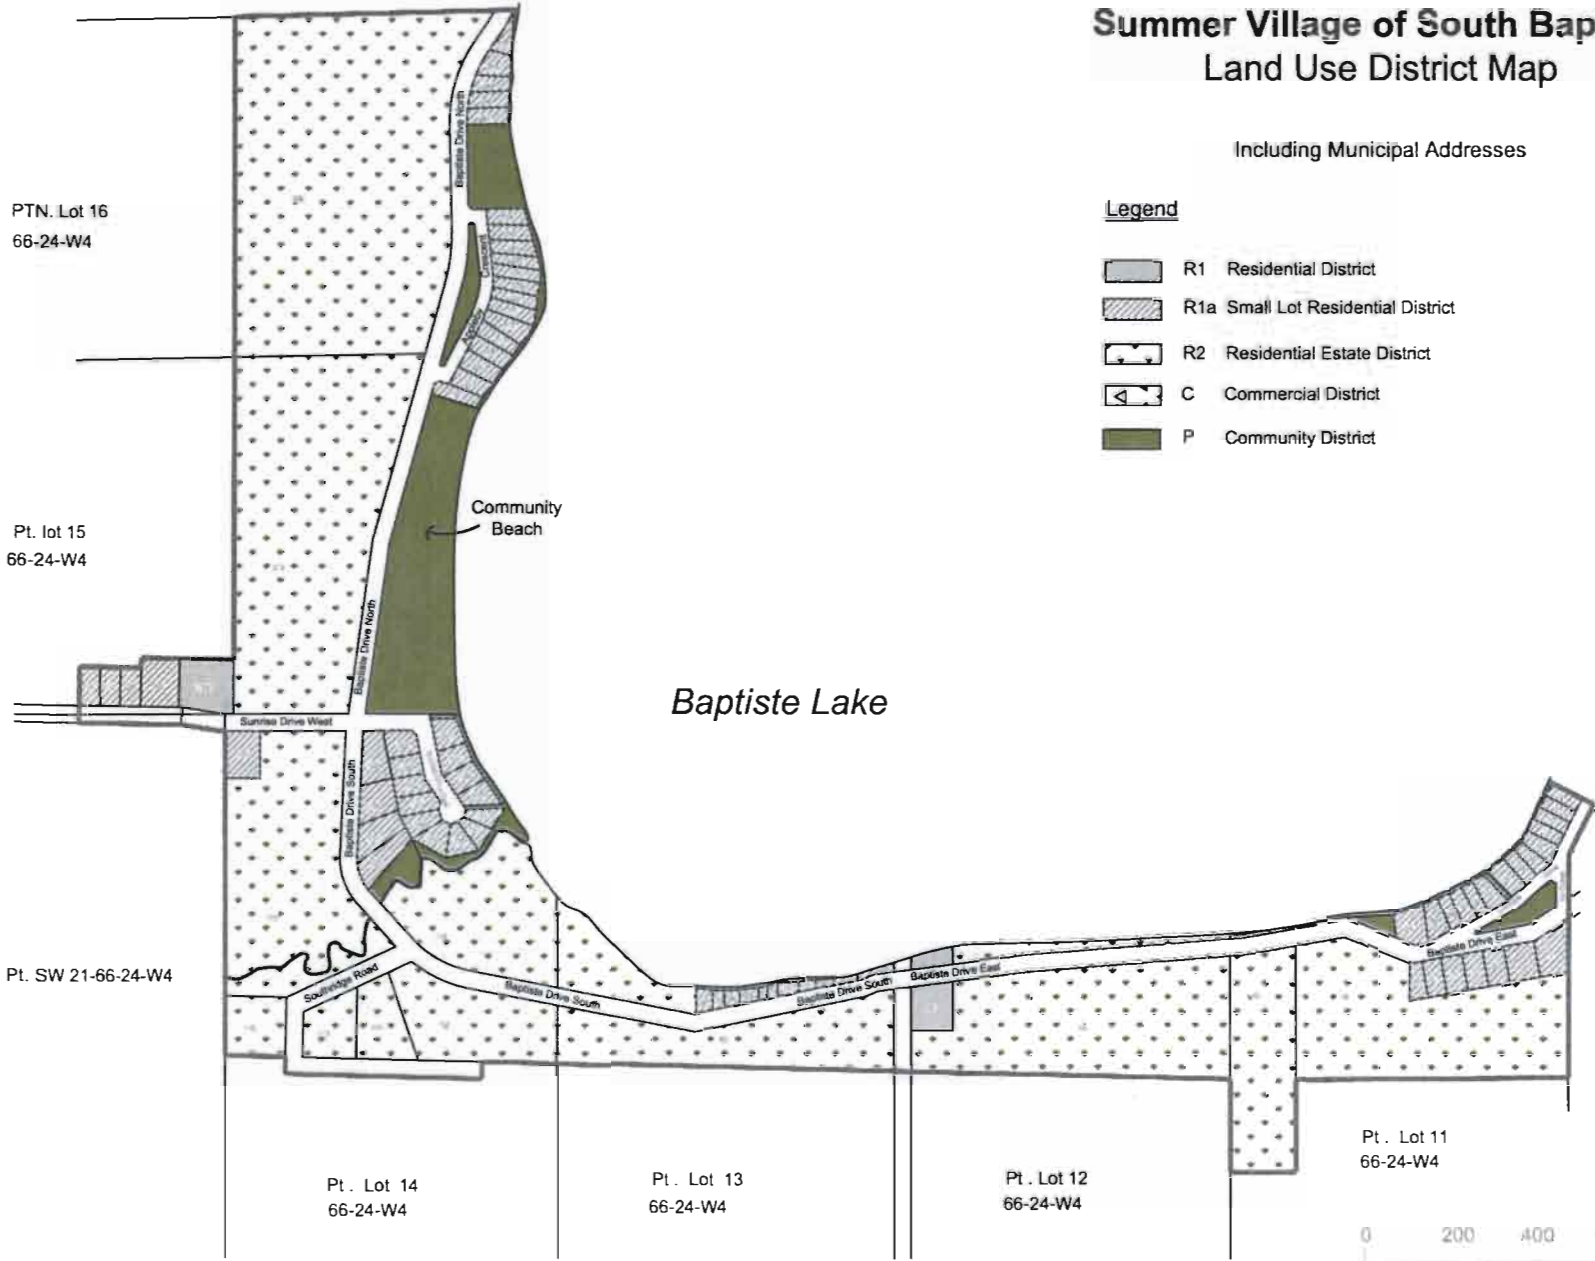 Summer Village of South Bap
Land Use District Map
Including Municipal Addresses
Legend
R1 Residential District
R1a Small Lot Residential District
R2 Residential Estate District
C Commercial District
P Community District
Baptiste Drive North
PTN. Lot 16
66-24-W4
Crescent
Community
Beach
Pt. lot 15
66-24-W4
Baptiste Drive North
Baptiste Lake
Sunrise Drive West
Baptiste Drive South
Pt. SW 21-66-24-W4
Southridge Road
Baptiste Drive South
Baptiste Drive South
Baptiste Drive East
Baptiste Drive East
Pt. Lot 14
66-24-W4
Pt. Lot 13
66-24-W4
Pt. Lot 12
66-24-W4
Pt. Lot 11
66-24-W4
0 200 400